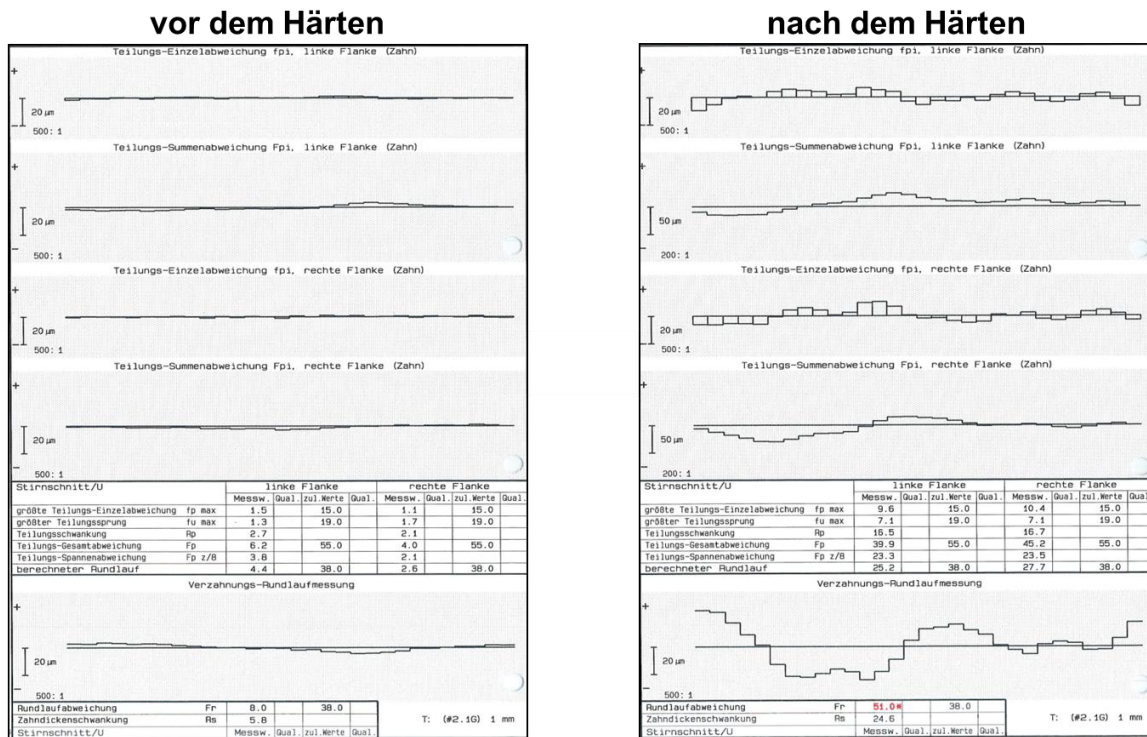 vor dem Härten
Teilungs-Einzelabweichung fpi, linke Flanke (Zahn)
+
20 µm
-
500: 1
Teilungs-Summenabweichung Fpi, linke Flanke (Zahn)
+
20 µm
-
500: 1
Teilungs-Einzelabweichung fpi, rechte Flanke (Zahn)
+
20 µm
-
500: 1
Teilungs-Summenabweichung Fpi, rechte Flanke (Zahn)
+
20 µm
-
500: 1
Stirnschnitt/U linke Flanke rechte Flanke
Messw. Qual. zul.Werte Qual. Messw. Qual. zul.Werte Qual.
größte Teilungs-Einzelabweichung fp max 1.5 15.0 1.1 15.0
größter Teilungssprung fu max 1.3 19.0 1.7 19.0
Teilungsschwankung Rp 2.7 2.1
Teilungs-Gesamtabweichung Fp 6.2 55.0 4.0 55.0
Teilungs-Spannenabweichung Fp z/8 3.8 2.1
berechneter Rundlauf 4.4 38.0 2.6 38.0
Verzahnungs-Rundlaufmessung
+
20 µm
-
500: 1
Rundlaufabweichung Fr 8.0 38.0
Zahndickenschwankung Rs 5.8 T: (#2.1G) 1 mm
Stirnschnitt/U Messw. Qual. zul.Werte Qual.
nach dem Härten
Teilungs-Einzelabweichung fpi, linke Flanke (Zahn)
+
20 µm
-
500: 1
Teilungs-Summenabweichung Fpi, linke Flanke (Zahn)
+
50 µm
-
200: 1
Teilungs-Einzelabweichung fpi, rechte Flanke (Zahn)
+
20 µm
-
500: 1
Teilungs-Summenabweichung Fpi, rechte Flanke (Zahn)
+
50 µm
-
200: 1
Stirnschnitt/U linke Flanke rechte Flanke
Messw. Qual. zul.Werte Qual. Messw. Qual. zul.Werte Qual.
größte Teilungs-Einzelabweichung fp max 9.6 15.0 10.4 15.0
größter Teilungssprung fu max 7.1 19.0 7.1 19.0
Teilungsschwankung Rp 16.5 16.7
Teilungs-Gesamtabweichung Fp 39.9 55.0 45.2 55.0
Teilungs-Spannenabweichung Fp z/8 23.3 23.5
berechneter Rundlauf 25.2 38.0 27.7 38.0
Verzahnungs-Rundlaufmessung
+
20 µm
-
500: 1
Rundlaufabweichung Fr 51.0* 38.0
Zahndickenschwankung Rs 24.6 T: (#2.1G) 1 mm
Stirnschnitt/U Messw. Qual. zul.Werte Qual.